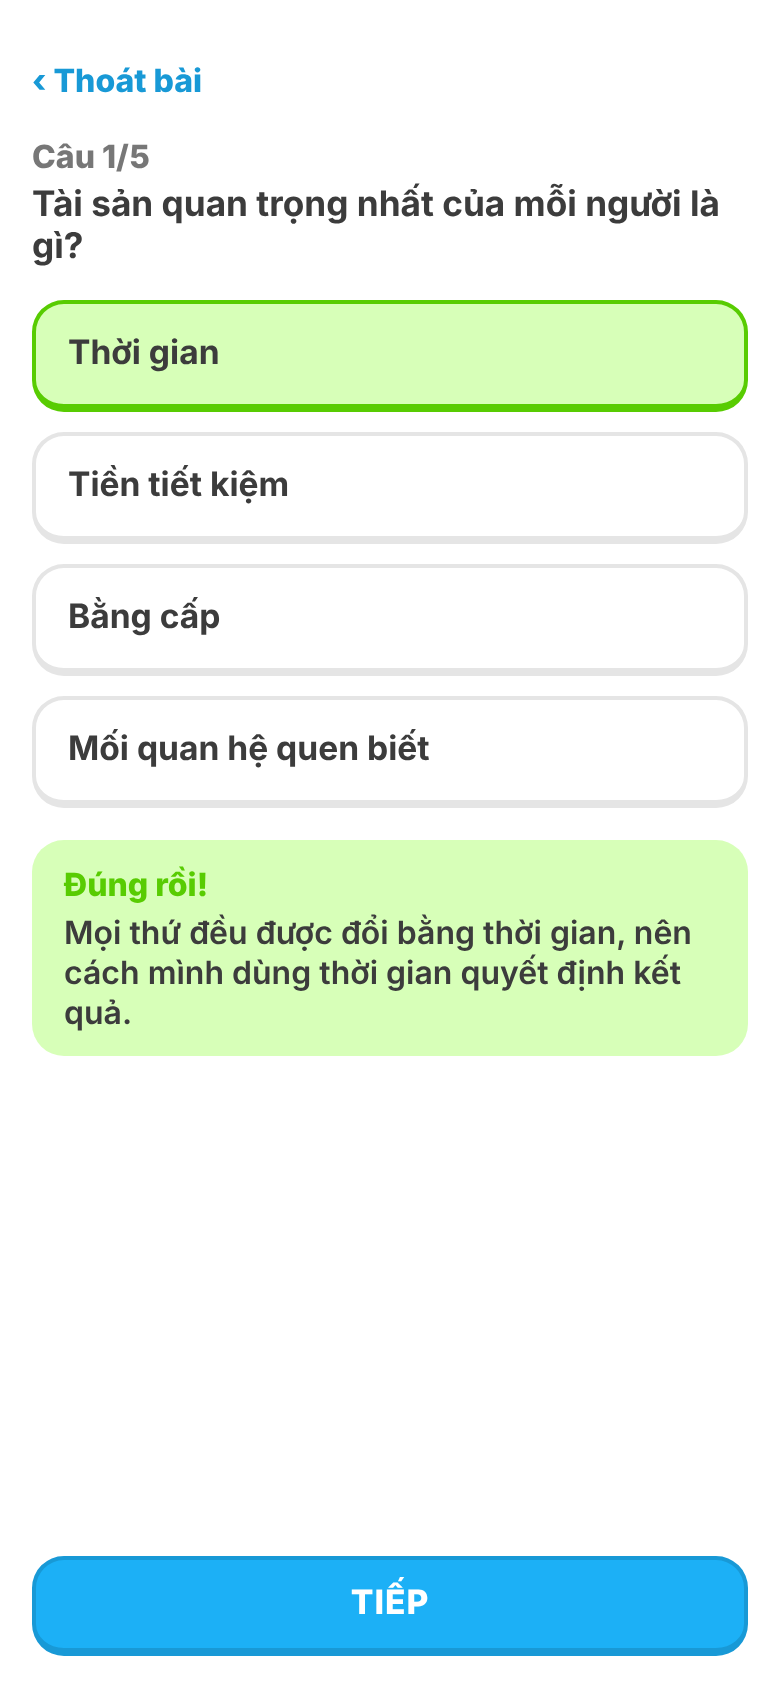 ‹ Thoát bài
Câu 1/5
Tài sản quan trọng nhất của mỗi người là
gì?
Thời gian
Tiền tiết kiệm
Bằng cấp
Mối quan hệ quen biết
Đúng rồi!
Mọi thứ đều được đổi bằng thời gian, nên
cách mình dùng thời gian quyết định kết
quả.
TIẾP